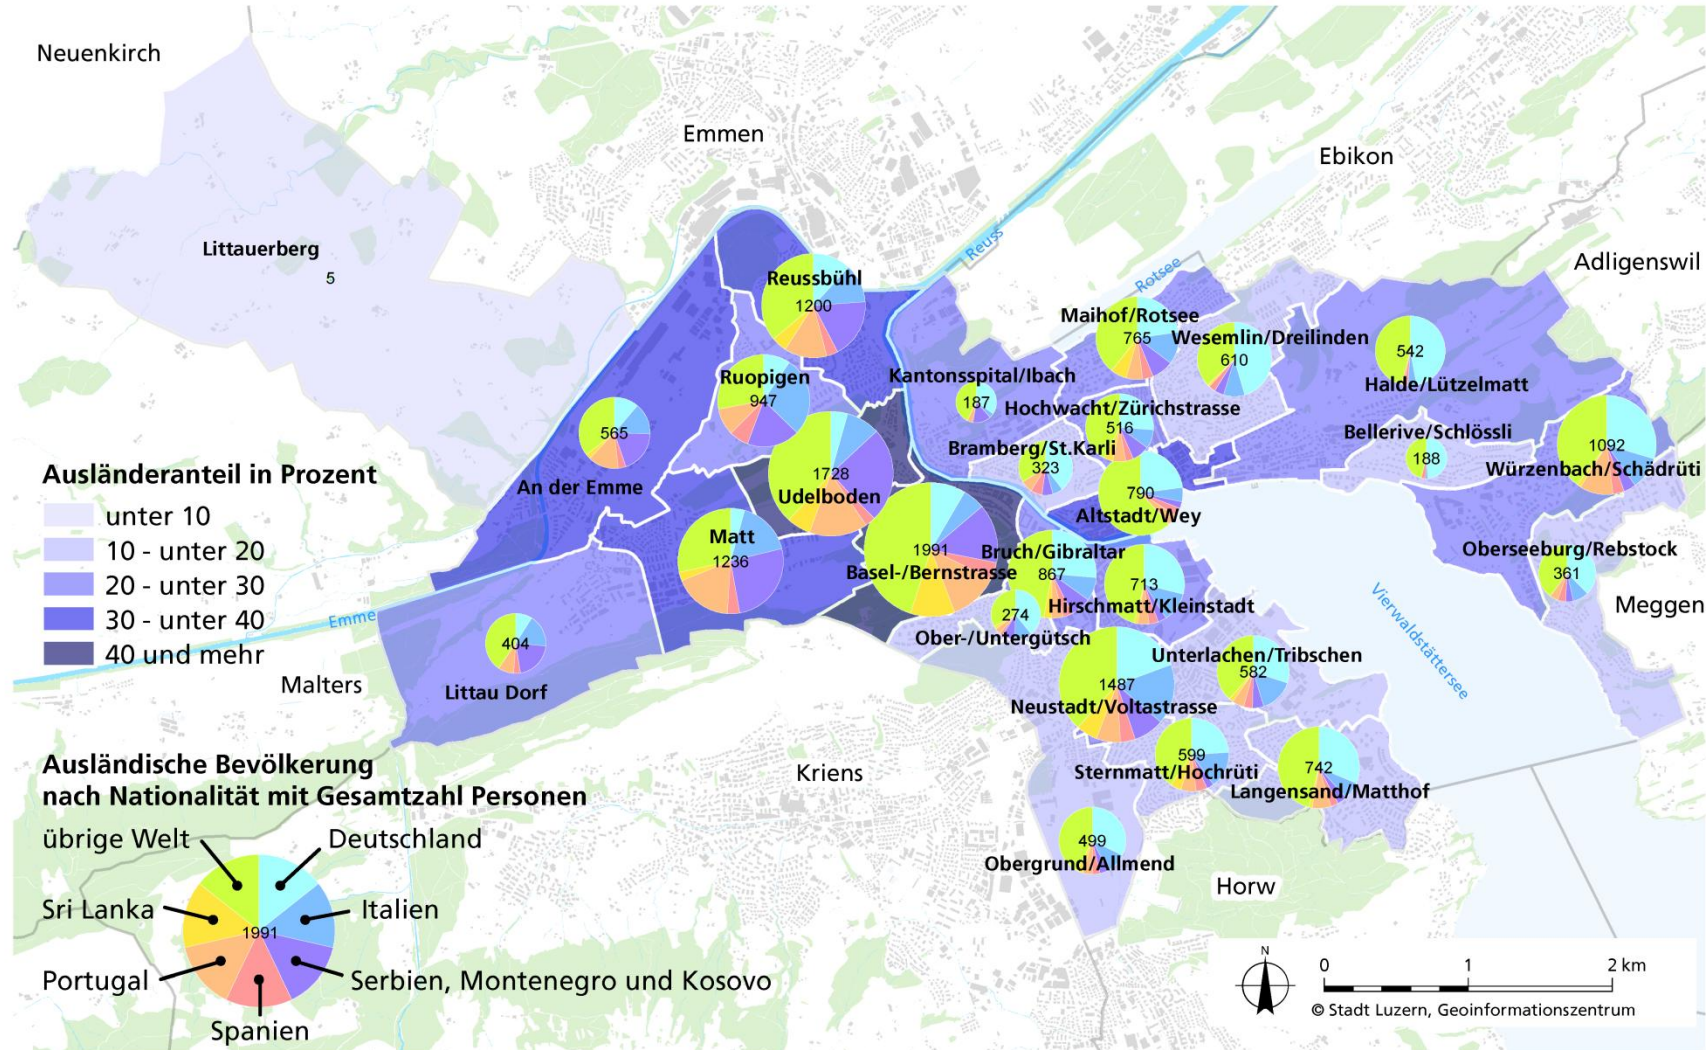 Neuenkirch
Emmen
Ebikon
Littauerberg
5
Reuss
Rotsee
Adligenswil
Reussbühl
1200
Maihof/Rotsee
765
Wesemlin/Dreilinden
610
542
Halde/Lützelmatt
Ruopigen
947
Kantonsspital/Ibach
187
Hochwacht/Zürichstrasse
516
Bramberg/St.Karli
323
Bellerive/Schlössli
188
1092
Würzenbach/Schädrüti
565
An der Emme
1728
Udelboden
790
Altstadt/Wey
Matt
1236
1991
Basel-/Bernstrasse
Bruch/Gibraltar
867
713
Hirschmatt/Kleinstadt
Oberseeburg/Rebstock
361
Meggen
274
Ober-/Untergütsch
Vierwaldstättersee
Emme
404
Littau Dorf
Malters
Unterlachen/Tribschen
582
1487
Neustadt/Voltastrasse
599
Sternmatt/Hochrüti
742
Langensand/Matthof
Kriens
499
Obergrund/Allmend
Horw
Ausländeranteil in Prozent
unter 10
10 - unter 20
20 - unter 30
30 - unter 40
40 und mehr
Ausländische Bevölkerung
nach Nationalität mit Gesamtzahl Personen
übrige Welt
Deutschland
Sri Lanka
Italien
1991
Portugal
Serbien, Montenegro und Kosovo
Spanien
N
0 1 2 km
© Stadt Luzern, Geoinformationszentrum